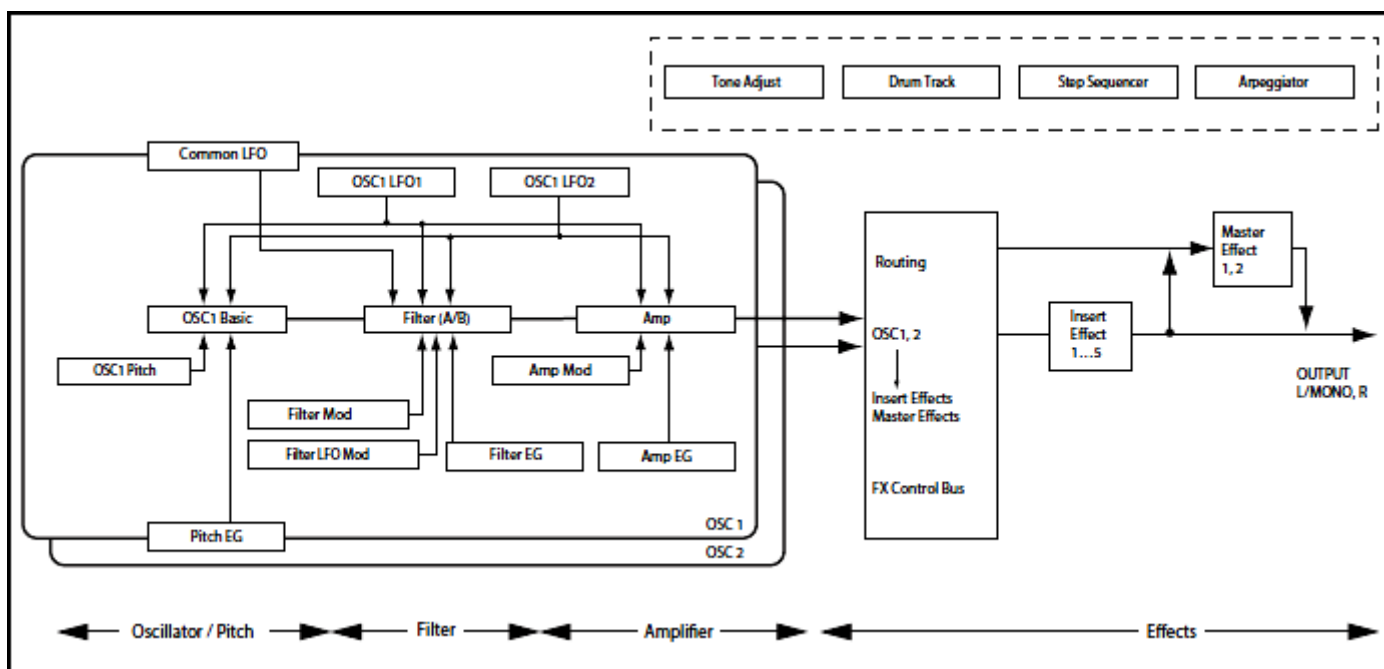 Tone Adjust
Drum Track
Step Sequencer
Arpeggiator
Common LFO
OSC1 LFO1
OSC1 LFO2
OSC1 Basic
Filter (A/B)
Amp
OSC1 Pitch
Amp Mod
Filter Mod
Filter LFO Mod
Filter EG
Amp EG
Pitch EG
OSC 1
OSC 2
Routing
OSC1, 2
Insert Effects
Master Effects
FX Control Bus
Insert
Effect
1...5
Master
Effect
1, 2
OUTPUT
L/MONO, R
Oscillator / Pitch
Filter
Amplifier
Effects